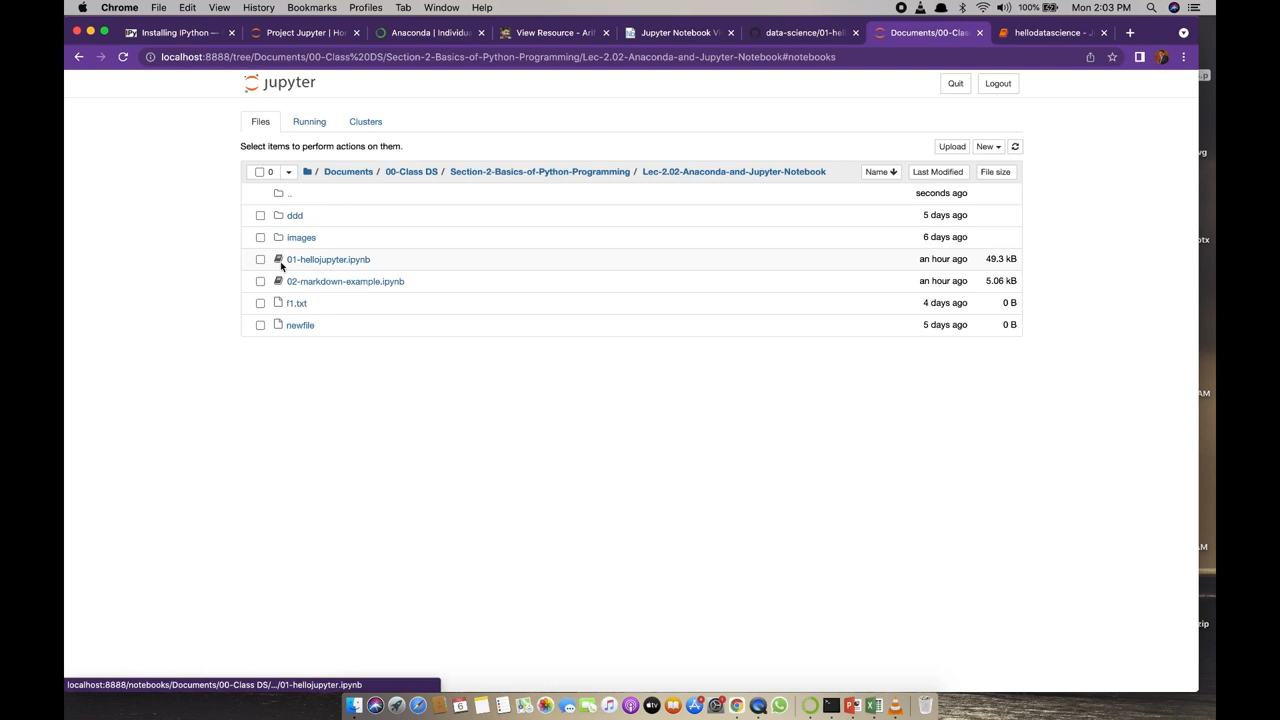 Chrome File Edit View History Bookmarks Profiles Tab Window Help 100% Mon 2:03 PM
IPy Installing IPython — Project Jupyter | Ho Anaconda | Individua View Resource - Arif Jupyter Notebook Vi data-science/01-hell Documents/00-Clas hellodatascience - J
localhost:8888/tree/Documents/00-Class%20DS/Section-2-Basics-of-Python-Programming/Lec-2.02-Anaconda-and-Jupyter-Notebook#notebooks
jupyter Quit Logout
Files Running Clusters
Select items to perform actions on them. Upload New
0 / Documents / 00-Class DS / Section-2-Basics-of-Python-Programming / Lec-2.02-Anaconda-and-Jupyter-Notebook Name Last Modified File size
.. seconds ago
ddd 5 days ago
images 6 days ago
01-hellojupyter.ipynb an hour ago 49.3 kB
02-markdown-example.ipynb an hour ago 5.06 kB
f1.txt 4 days ago 0 B
newfile 5 days ago 0 B
localhost:8888/notebooks/Documents/00-Class DS/.../01-hellojupyter.ipynb